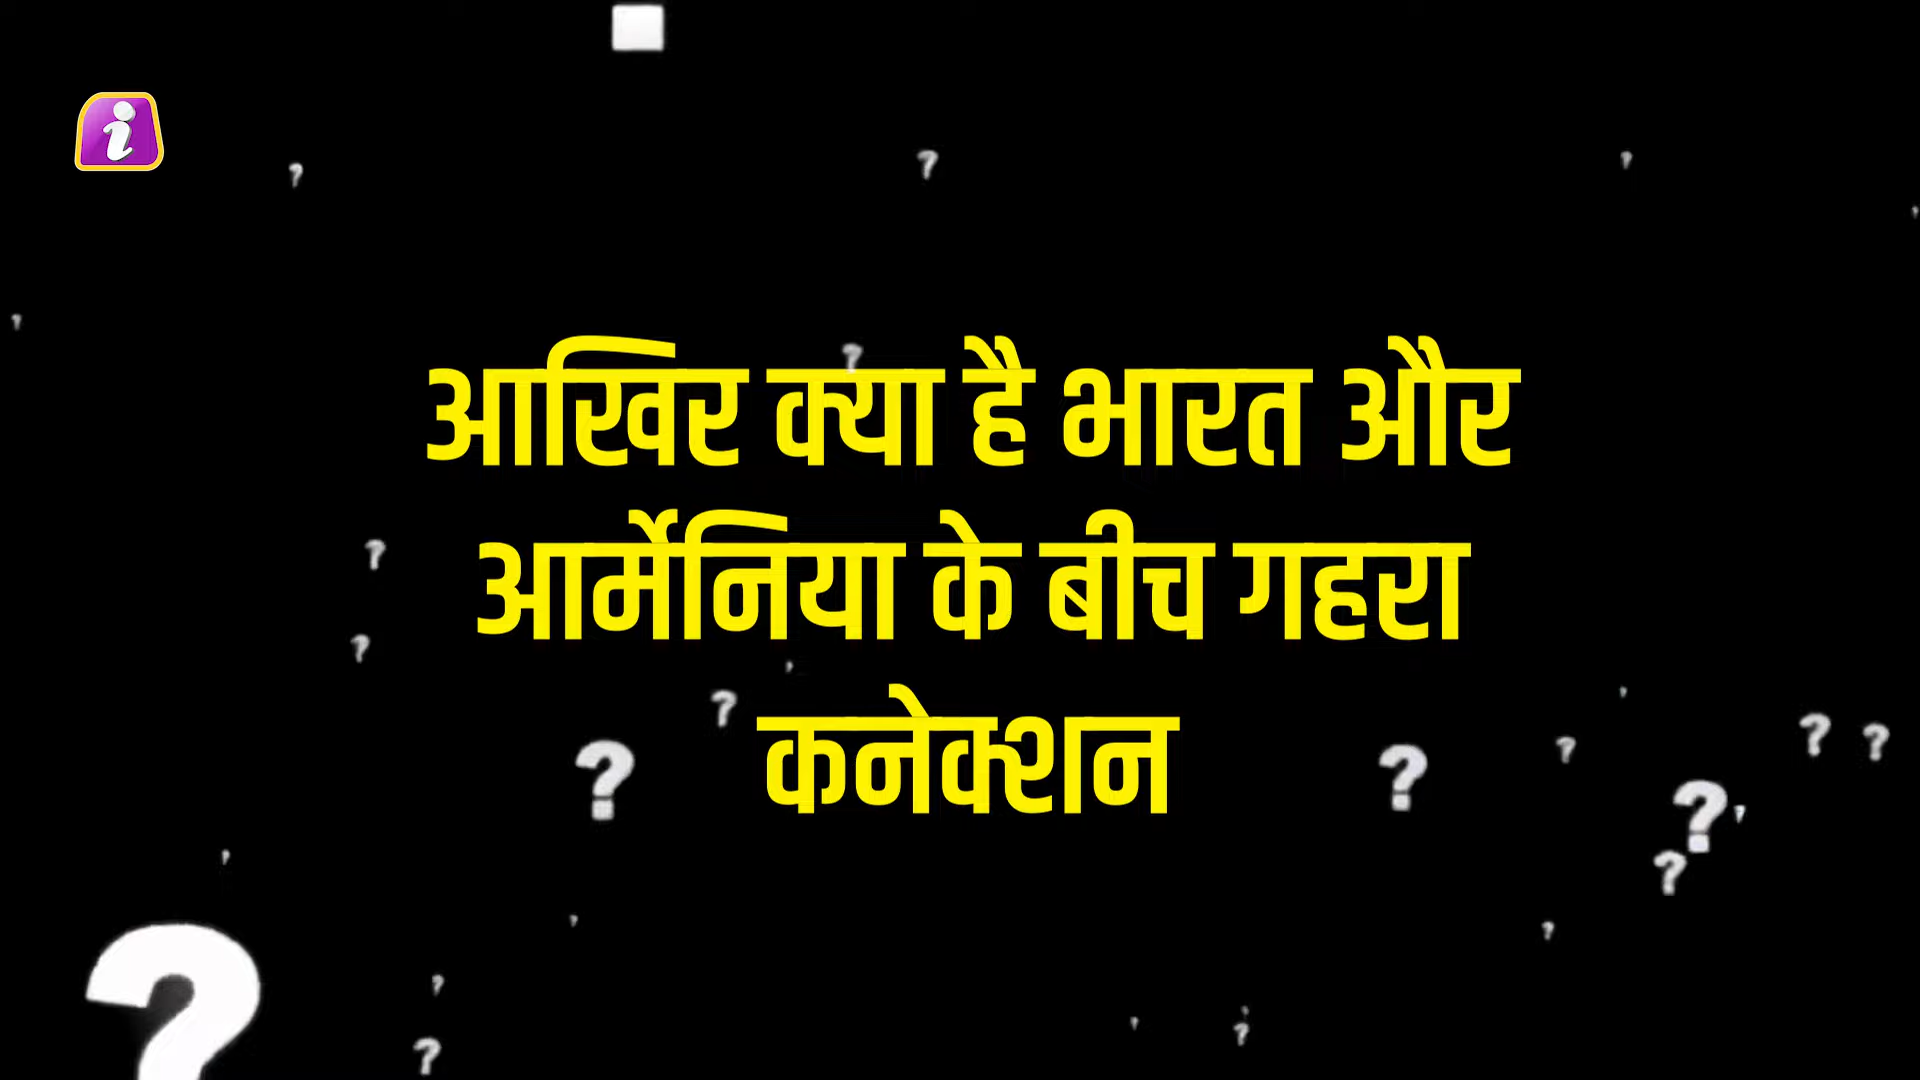 आखिर क्या है भारत और
आर्मेनिया के बीच गहरा
कनेक्शन